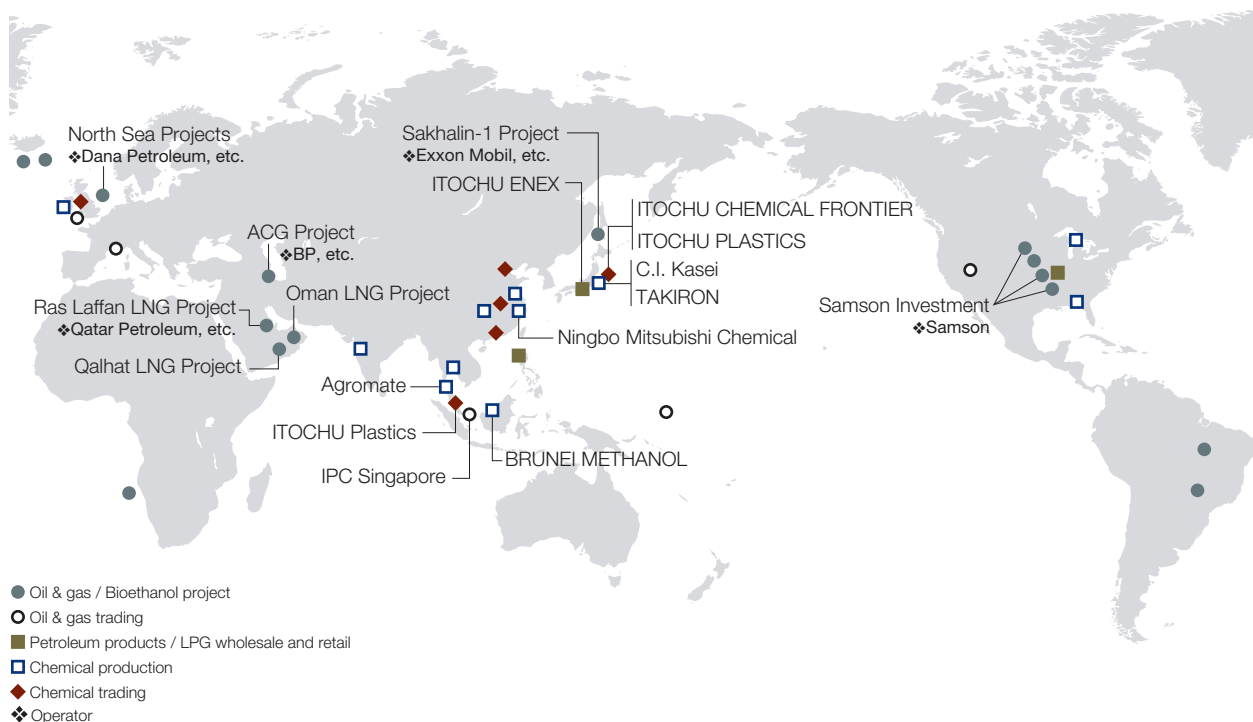 North Sea Projects
❖Dana Petroleum, etc.
Sakhalin-1 Project
❖Exxon Mobil, etc.
ITOCHU ENEX
ITOCHU CHEMICAL FRONTIER
ITOCHU PLASTICS
C.I. Kasei
TAKIRON
ACG Project
❖BP, etc.
Oman LNG Project
Ras Laffan LNG Project
❖Qatar Petroleum, etc.
Qalhat LNG Project
Samson Investment
❖Samson
Ningbo Mitsubishi Chemical
Agromate
ITOCHU Plastics
IPC Singapore
BRUNEI METHANOL
Oil & gas / Bioethanol project
Oil & gas trading
Petroleum products / LPG wholesale and retail
Chemical production
Chemical trading
❖ Operator